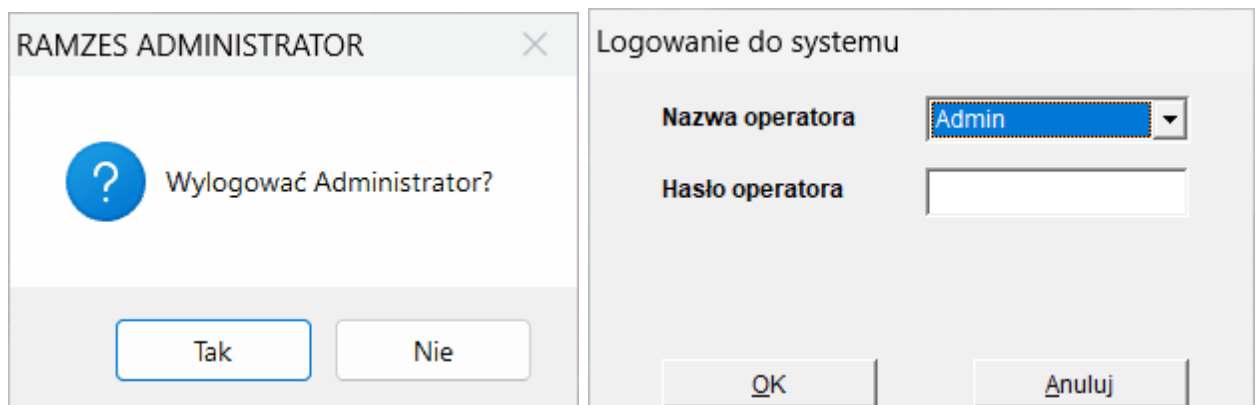 RAMZES ADMINISTRATOR
Wylogować Administrator?
Tak
Nie
Logowanie do systemu
Nazwa operatora
Admin
Hasło operatora
OK
Anuluj